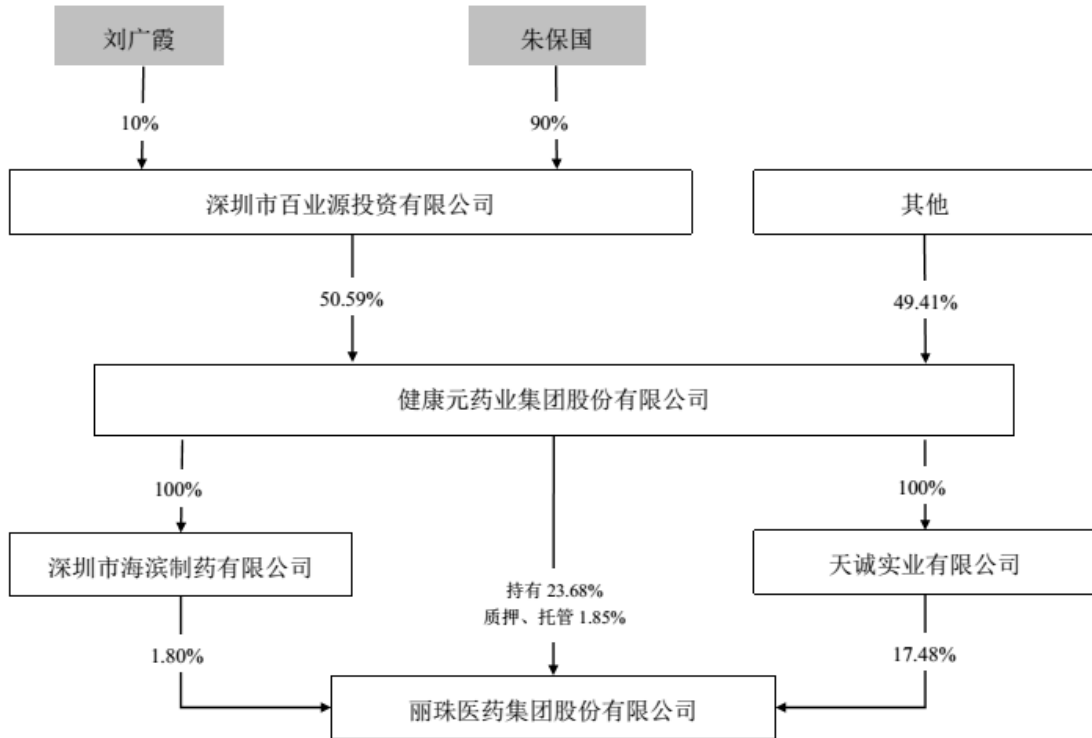 刘广霞
朱保国
10%
90%
深圳市百业源投资有限公司
其他
50.59%
49.41%
健康元药业集团股份有限公司
100%
100%
深圳市海滨制药有限公司
天诚实业有限公司
持有 23.68%
质押、托管 1.85%
1.80%
17.48%
丽珠医药集团股份有限公司